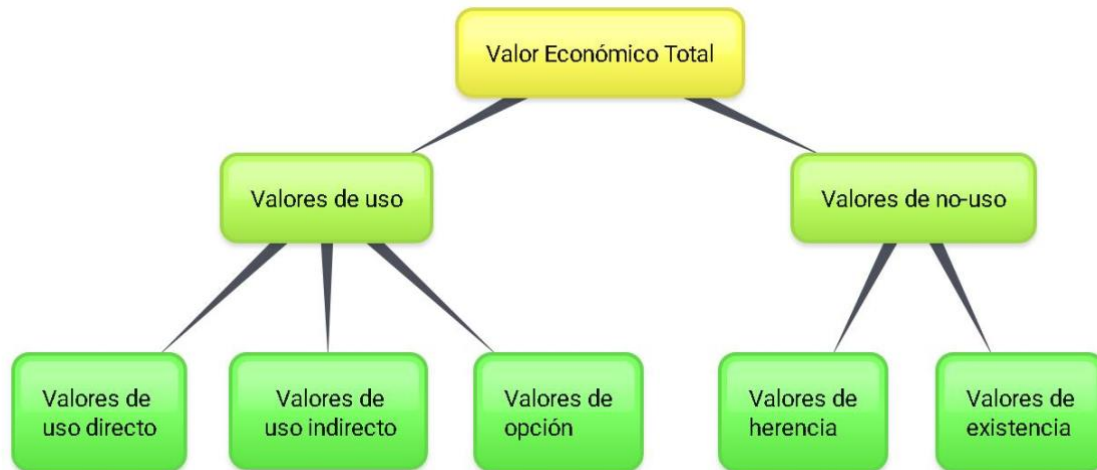 Valor Económico Total
Valores de uso
Valores de no-uso
Valores de
uso directo
Valores de
uso indirecto
Valores de
opción
Valores de
herencia
Valores de
existencia